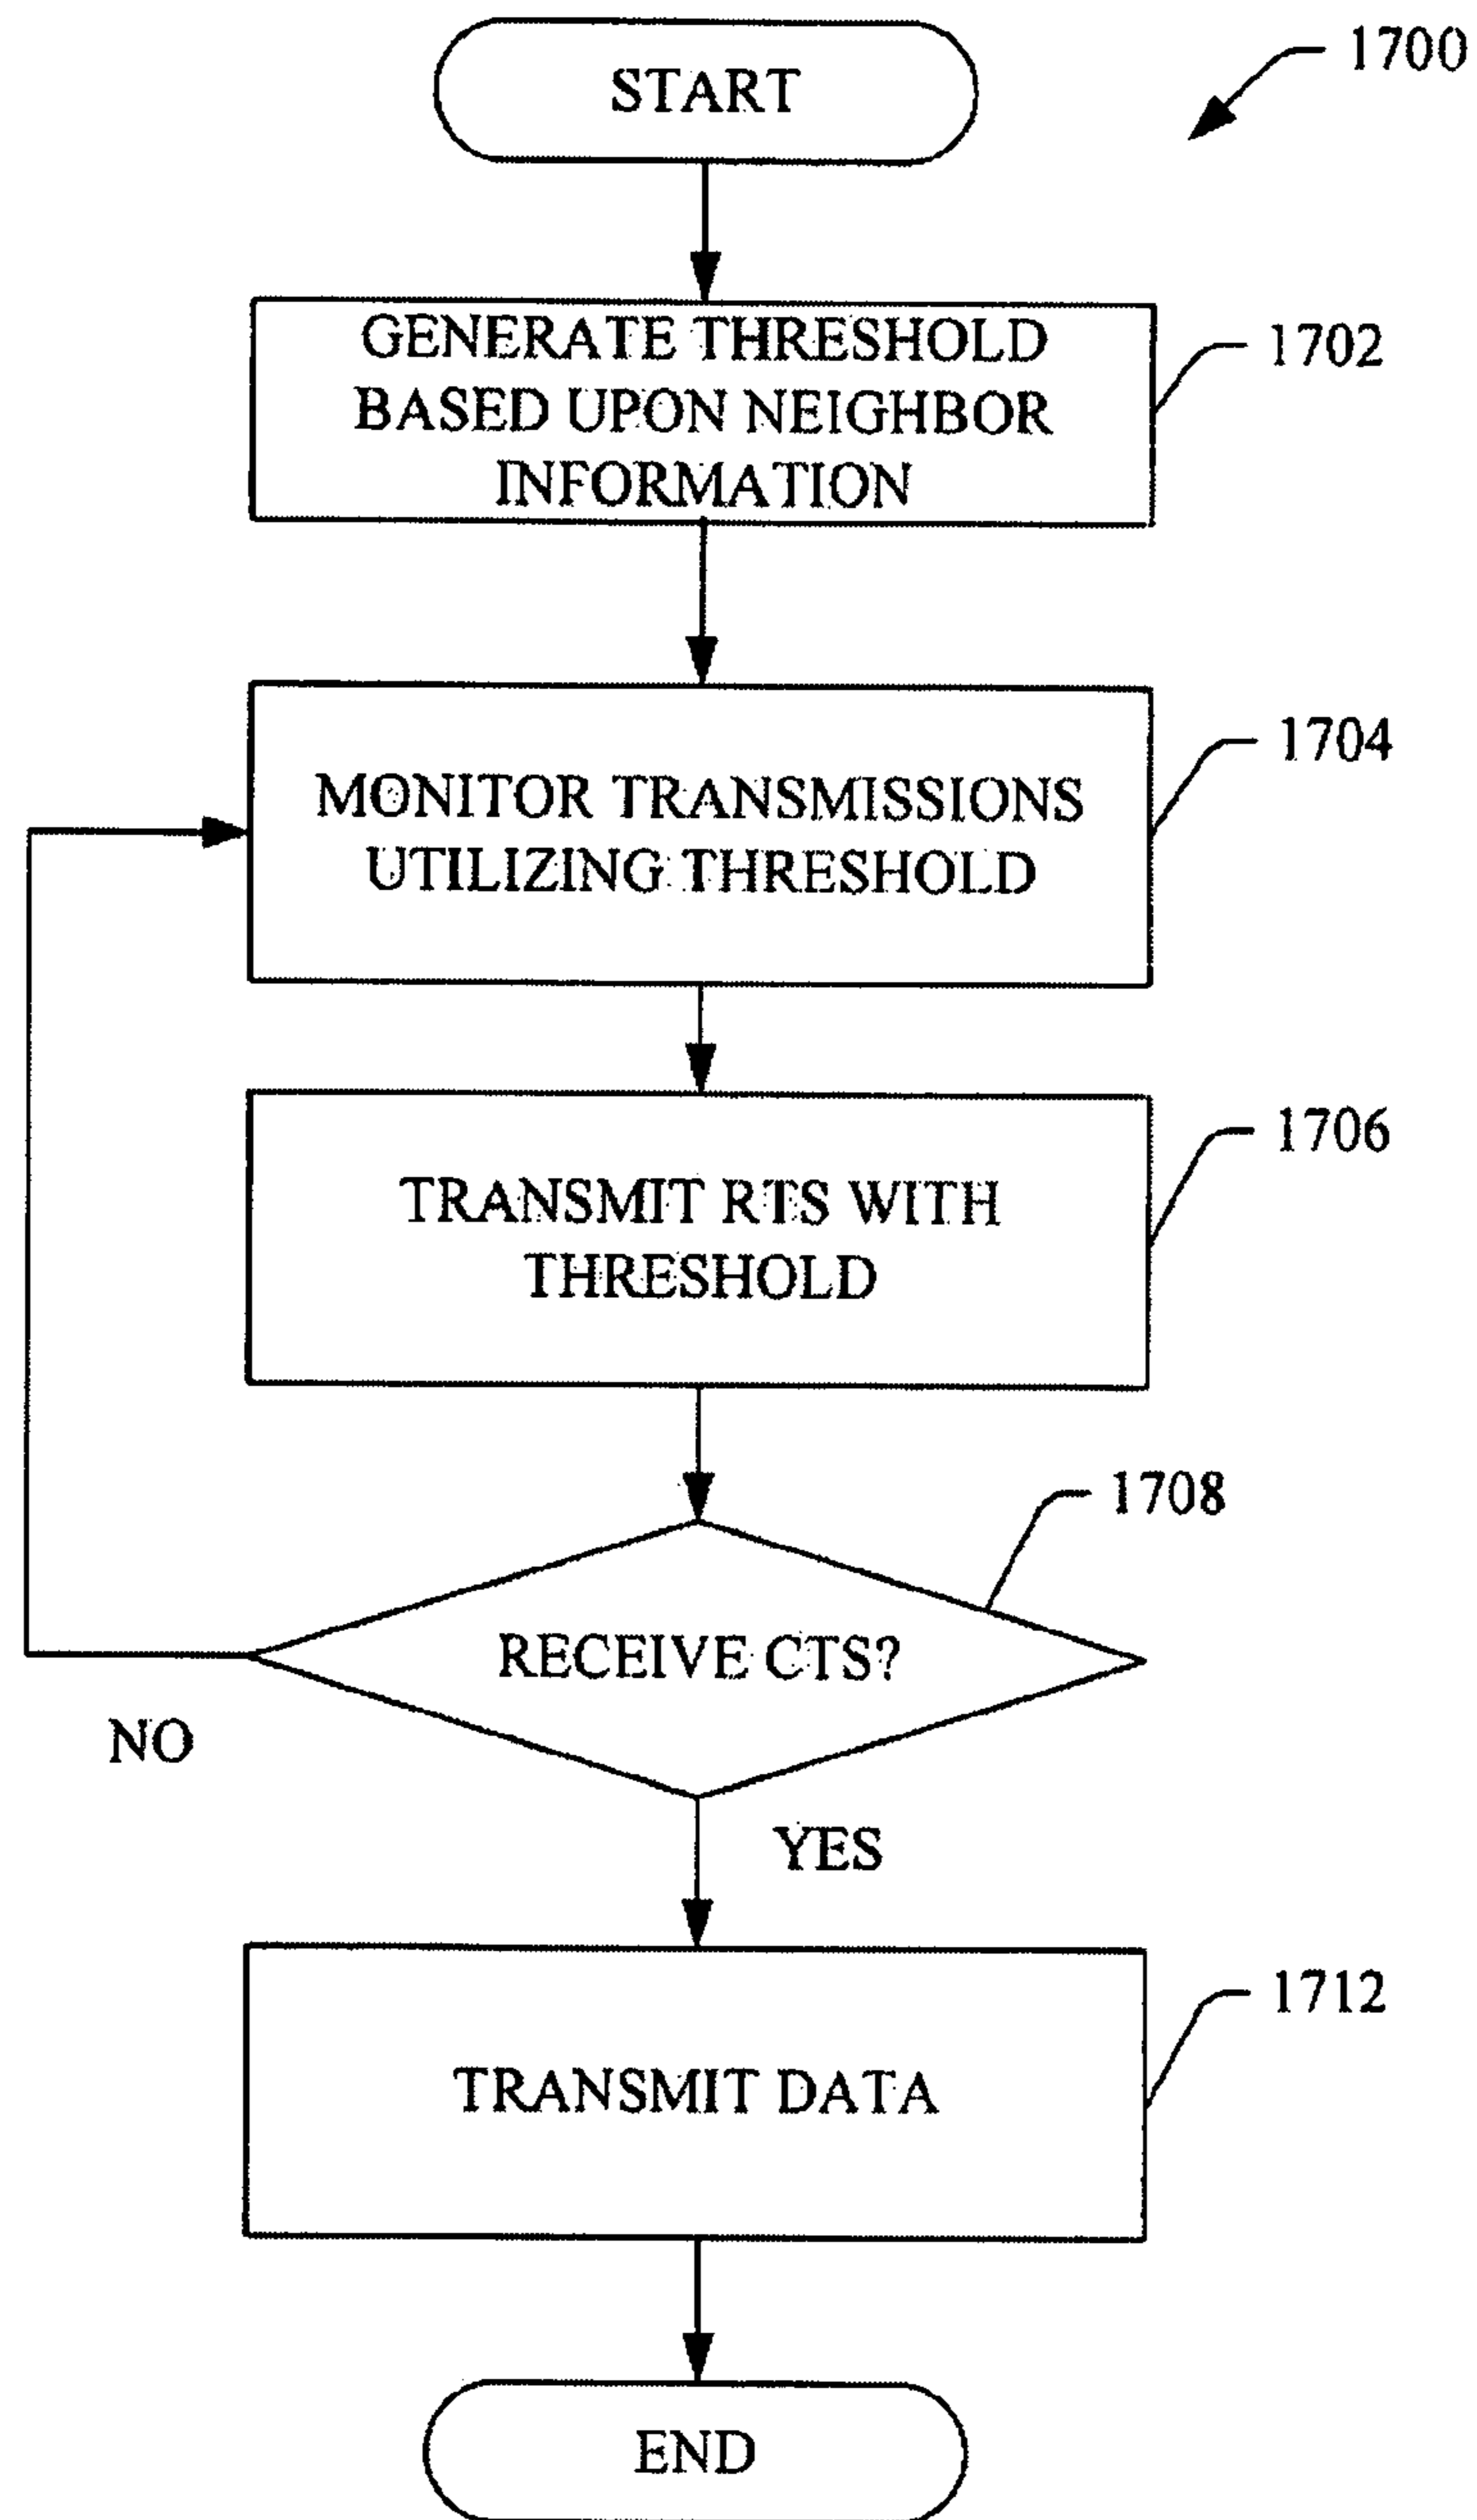 START
1700
GENERATE THRESHOLD
BASED UPON NEIGHBOR
INFORMATION
1702
MONITOR TRANSMISSIONS
UTILIZING THRESHOLD
1704
TRANSMIT RTS WITH
THRESHOLD
1706
RECEIVE CTS?
1708
NO
YES
TRANSMIT DATA
1712
END